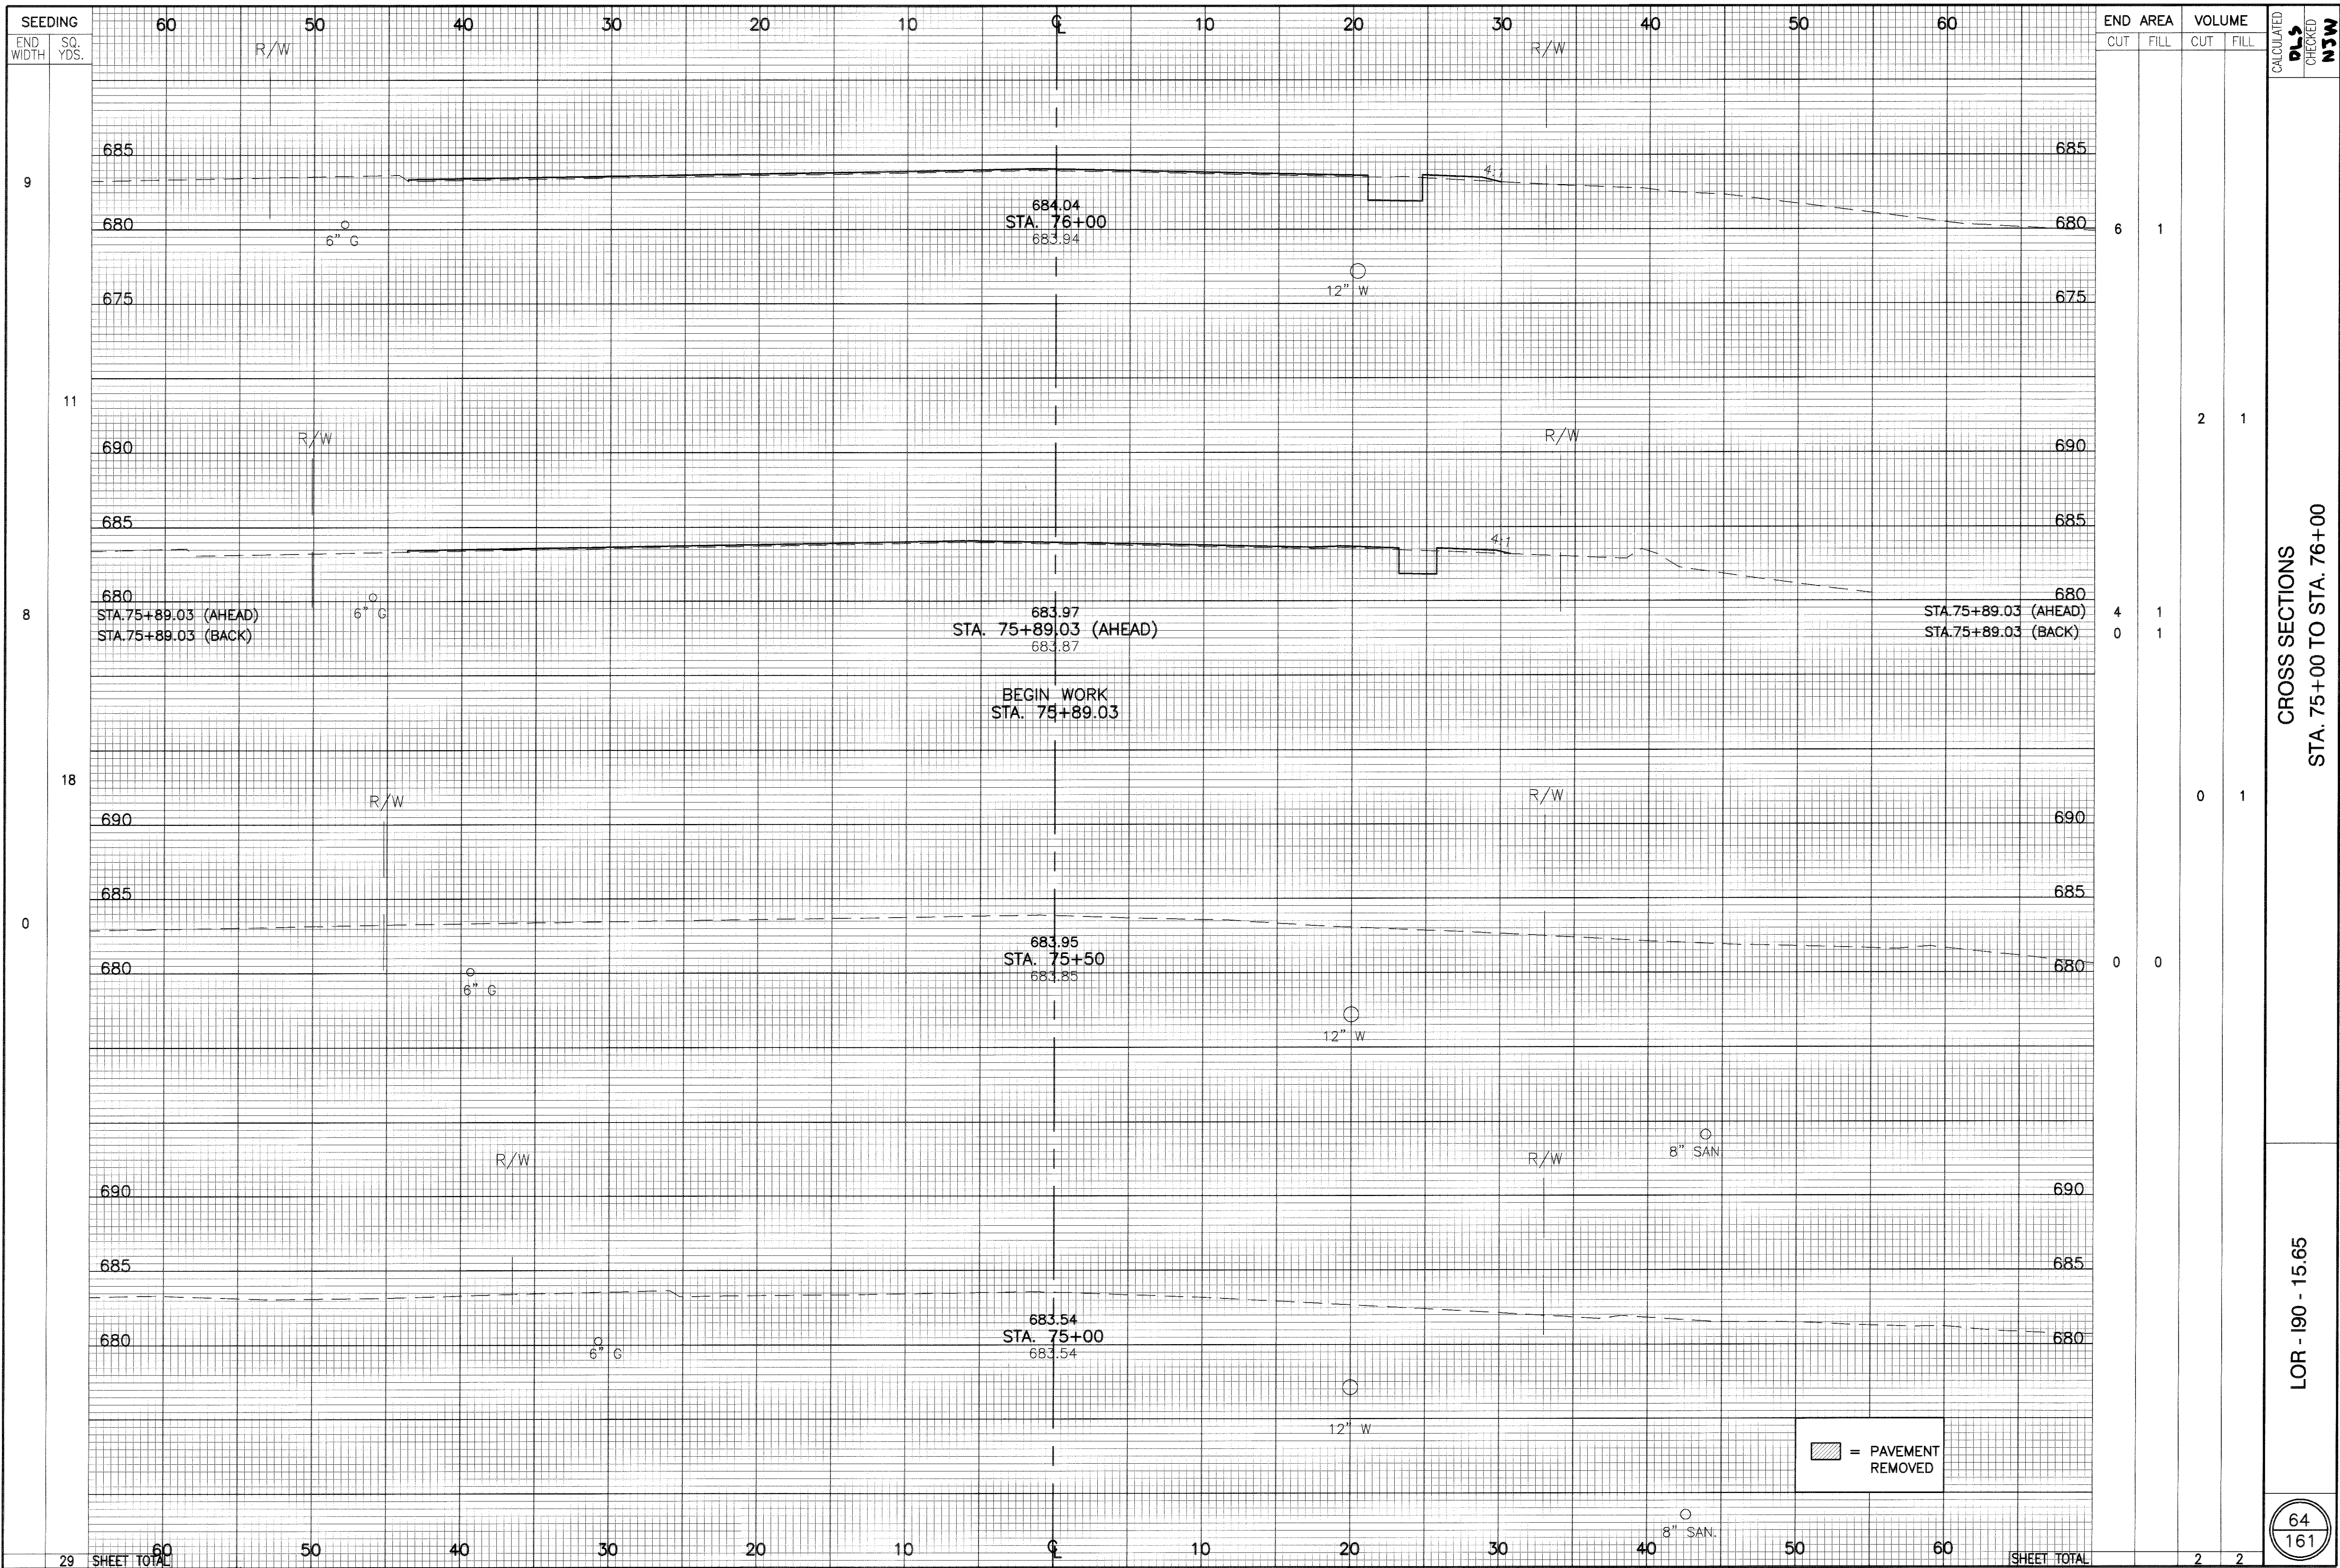 SEEDING
END WIDTH
SQ. YDS.
60 50 40 30 20 10 ℄ 10 20 30 40 50 60
END AREA
VOLUME
CUT FILL CUT FILL
CALCULATED
DLS
CHECKED
NJW
R/W
R/W
685
685
9
4:1
684.04
STA. 76+00
683.94
680
680
6 1
6" G
12" W
675
675
11
2 1
R/W
R/W
690
690
685
685
4:1
680
680
8
6" G
STA.75+89.03 (AHEAD)
STA.75+89.03 (BACK)
683.97
STA. 75+89.03 (AHEAD)
683.87
STA.75+89.03 (AHEAD) 4 1
STA.75+89.03 (BACK) 0 1
BEGIN WORK
STA. 75+89.03
18
0 1
R/W
R/W
690
690
685
685
0
683.95
STA. 75+50
683.85
680
680
0 0
6" G
12" W
8" SAN.
R/W
R/W
690
690
685
685
683.54
STA. 75+00
683.54
680
680
6" G
12" W
= PAVEMENT
REMOVED
8" SAN.
60 50 40 30 20 10 ℄ 10 20 30 40 50 60
29 SHEET TOTAL
SHEET TOTAL 2 2
CROSS SECTIONS
STA. 75+00 TO STA. 76+00
LOR - I90 - 15.65
64
161